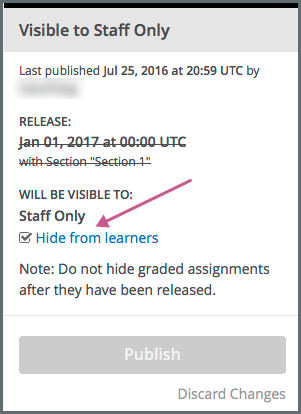 Visible to Staff Only
Last published Jul 25, 2016 at 20:59 UTC by
RELEASE:
Jan 01, 2017 at 00:00 UTC
with Section "Section 1"
WILL BE VISIBLE TO:
Staff Only
Hide from learners
Note: Do not hide graded assignments
after they have been released.
Publish
Discard Changes